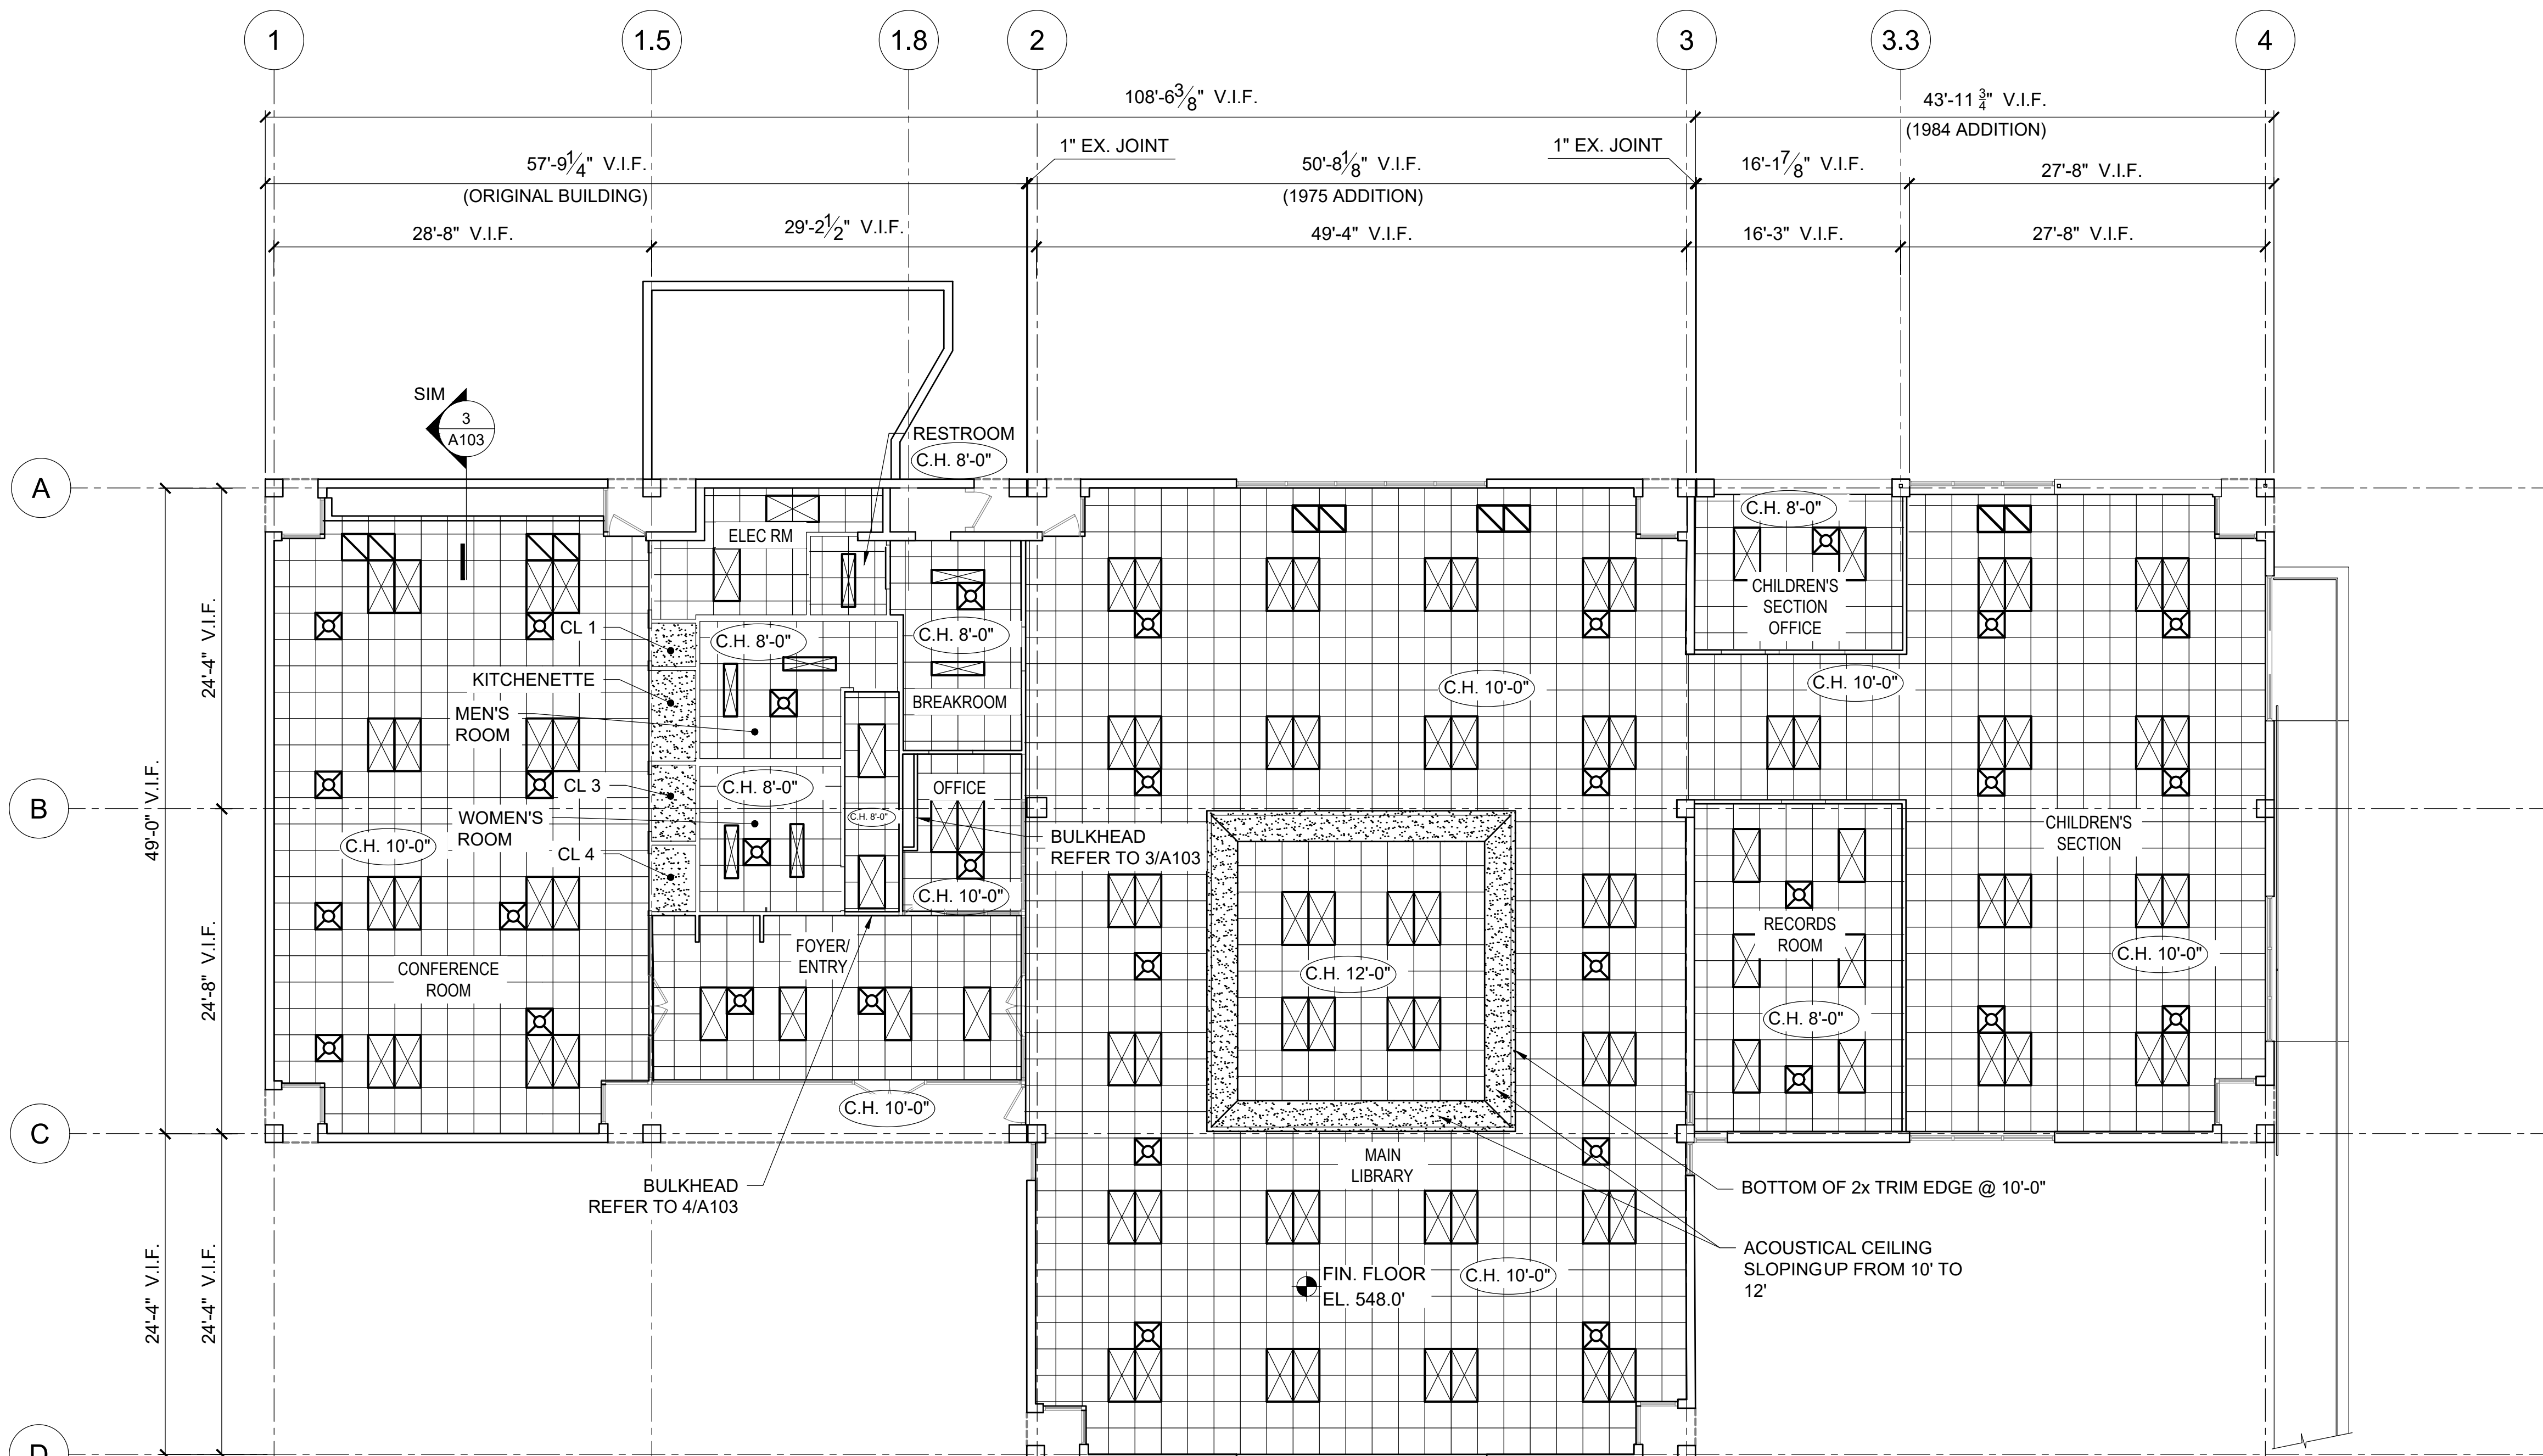 1
1.5
1.8
2
3
3.3
4
108'-6 3/8" V.I.F.
43'-11 3/4" V.I.F.
(1984 ADDITION)
1" EX. JOINT
1" EX. JOINT
57'-9 1/4" V.I.F.
(ORIGINAL BUILDING)
50'-8 1/8" V.I.F.
(1975 ADDITION)
16'-1 7/8" V.I.F.
27'-8" V.I.F.
28'-8" V.I.F.
29'-2 1/2" V.I.F.
49'-4" V.I.F.
16'-3" V.I.F.
27'-8" V.I.F.
SIM
3
A103
RESTROOM
C.H. 8'-0"
A
ELEC RM
C.H. 8'-0"
CHILDREN'S
SECTION
OFFICE
24'-4" V.I.F.
CL 1
C.H. 8'-0"
C.H. 8'-0"
KITCHENETTE
MEN'S
ROOM
BREAKROOM
C.H. 10'-0"
C.H. 10'-0"
49'-0" V.I.F.
CL 3
C.H. 8'-0"
OFFICE
B
WOMEN'S
ROOM
C.H. 8'-0"
BULKHEAD
REFER TO 3/A103
CHILDREN'S
SECTION
C.H. 10'-0"
CL 4
C.H. 10'-0"
24'-8" V.I.F.
CONFERENCE
ROOM
FOYER/
ENTRY
C.H. 12'-0"
RECORDS
ROOM
C.H. 10'-0"
C.H. 8'-0"
C.H. 10'-0"
C
MAIN
LIBRARY
BULKHEAD
REFER TO 4/A103
BOTTOM OF 2x TRIM EDGE @ 10'-0"
ACOUSTICAL CEILING
SLOPINGUP FROM 10' TO
12'
24'-4" V.I.F.
24'-4" V.I.F.
FIN. FLOOR
EL. 548.0'
C.H. 10'-0"
D